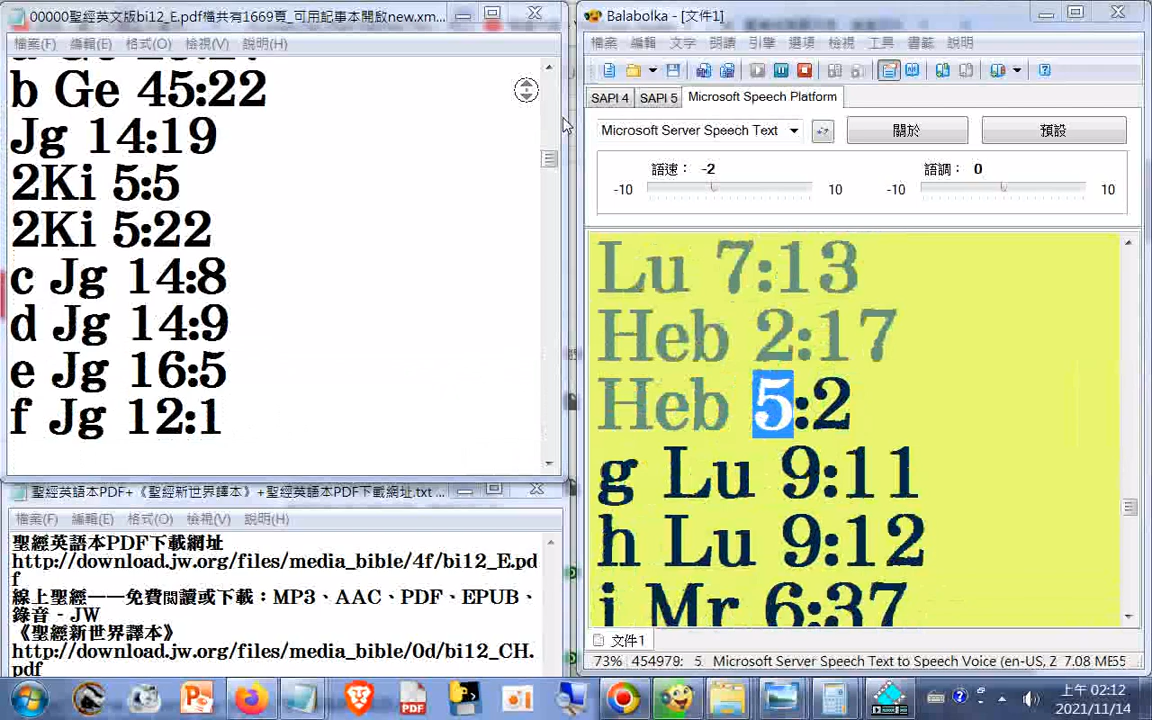 00000聖經英文版bi12_E.pdf檔共有1669頁_可用記事本開啟new.xm...
檔案(F) 編輯(E) 格式(O) 檢視(V) 說明(H)
b Ge 45:22
Jg 14:19
2Ki 5:5
2Ki 5:22
c Jg 14:8
d Jg 14:9
e Jg 16:5
f Jg 12:1
聖經英語本PDF+《聖經新世界譯本》+聖經英語本PDF下載網址.txt ...
檔案(F) 編輯(E) 格式(O) 檢視(V) 說明(H)
聖經英語本PDF下載網址
http://download.jw.org/files/media_bible/4f/bi12_E.pd
f
線上聖經──免費閱讀或下載：MP3、AAC、PDF、EPUB、
錄音 - JW
《聖經新世界譯本》
http://download.jw.org/files/media_bible/0d/bi12_CH.
pdf
Balabolka - [文件1]
檔案 編輯 文字 朗讀 引擎 選項 檢視 工具 書籤 說明
SAPI 4 SAPI 5 Microsoft Speech Platform
Microsoft Server Speech Text 關於 預設
語速： -2 語調： 0
-10 10 -10 10
Lu 7:13
Heb 2:17
Heb 5:2
g Lu 9:11
h Lu 9:12
i Mr 6:37
文件1
73% 454979: 5 Microsoft Server Speech Text to Speech Voice (en-US, 2 7.08 ME55
PDF
上午 02:12
2021/11/14